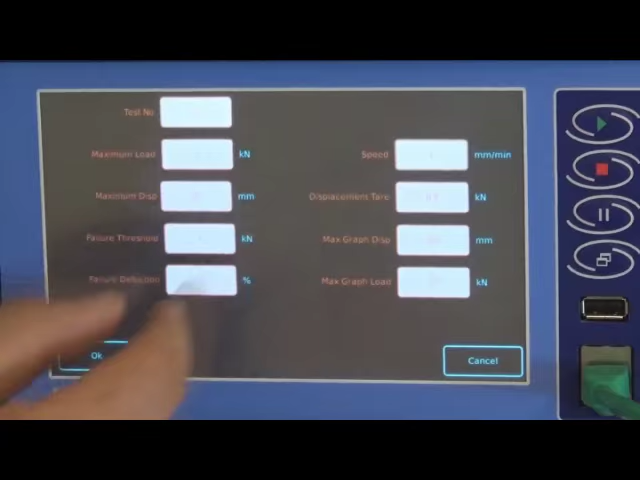 Test No
Maximum Load kN
Speed mm/min
Maximum Disp mm
Displacement Tare kN
Failure Threshold kN
Max Graph Disp mm
Failure Detection %
Max Graph Load kN
Ok
Cancel